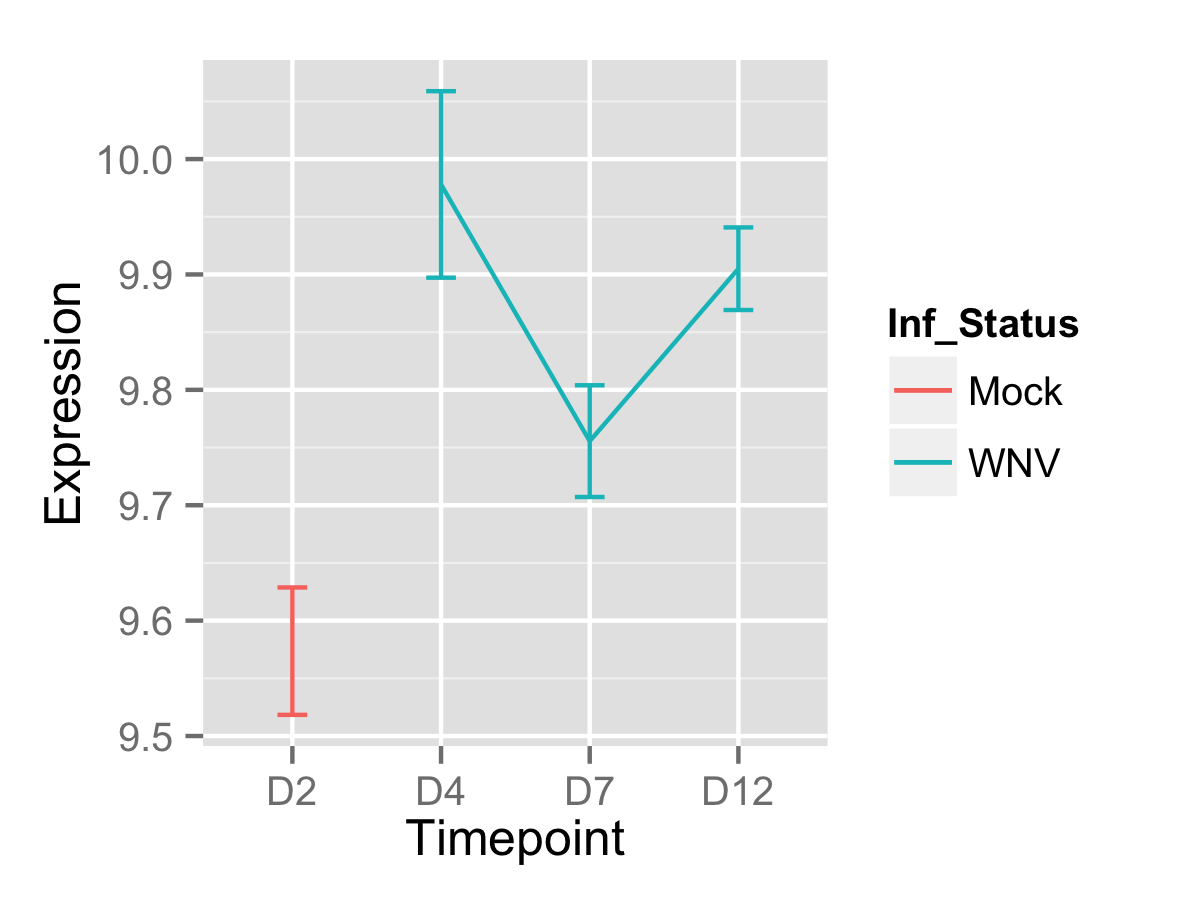 10.0
9.9
9.8
9.7
9.6
9.5
Expression
D2 D4 D7 D12
Timepoint
Inf_Status
Mock
WNV